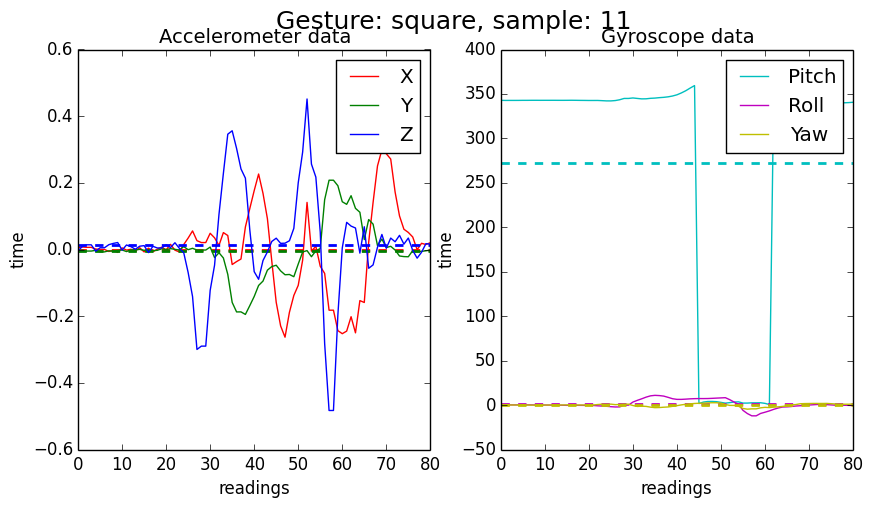 Gesture: square, sample: 11
Accelerometer data
Gyroscope data
0.6
0.4
0.2
0.0
−0.2
−0.4
−0.6
time
X
Y
Z
0 10 20 30 40 50 60 70 80
readings
400
350
300
250
200
150
100
50
0
−50
time
Pitch
Roll
Yaw
0 10 20 30 40 50 60 70 80
readings